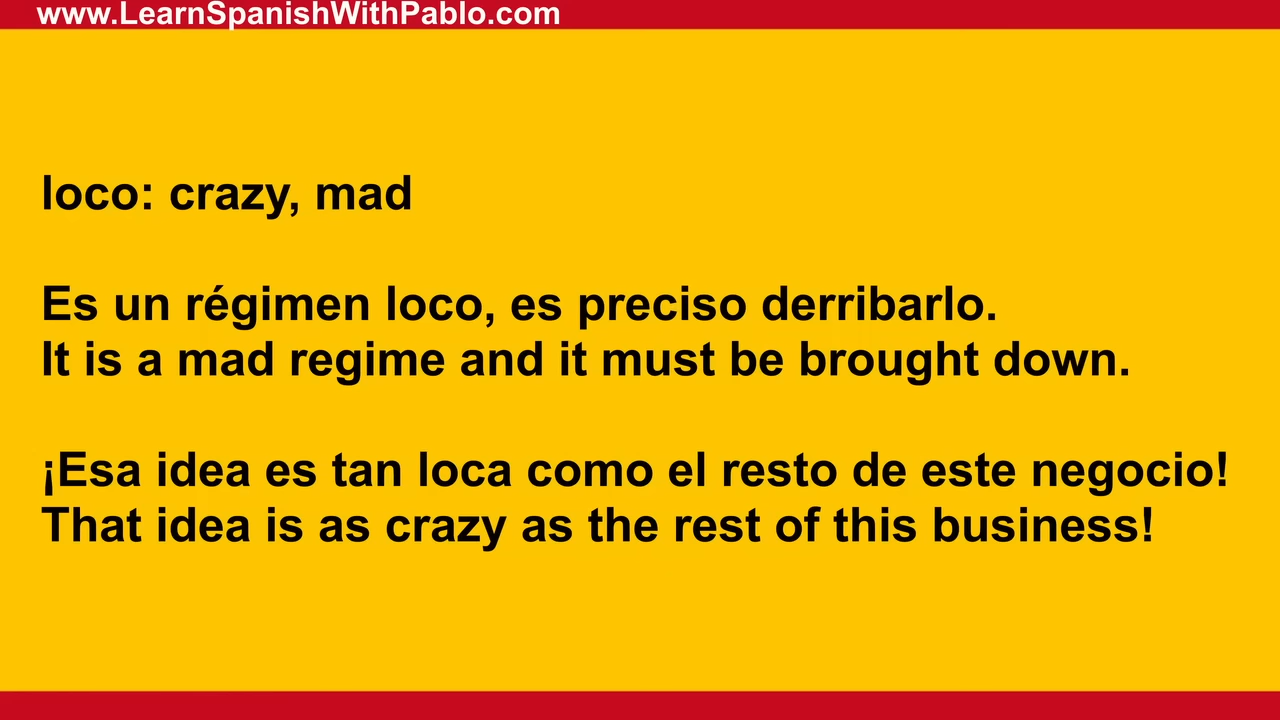 www.LearnSpanishWithPablo.com
loco: crazy, mad
Es un régimen loco, es preciso derribarlo.
It is a mad regime and it must be brought down.
¡Esa idea es tan loca como el resto de este negocio!
That idea is as crazy as the rest of this business!